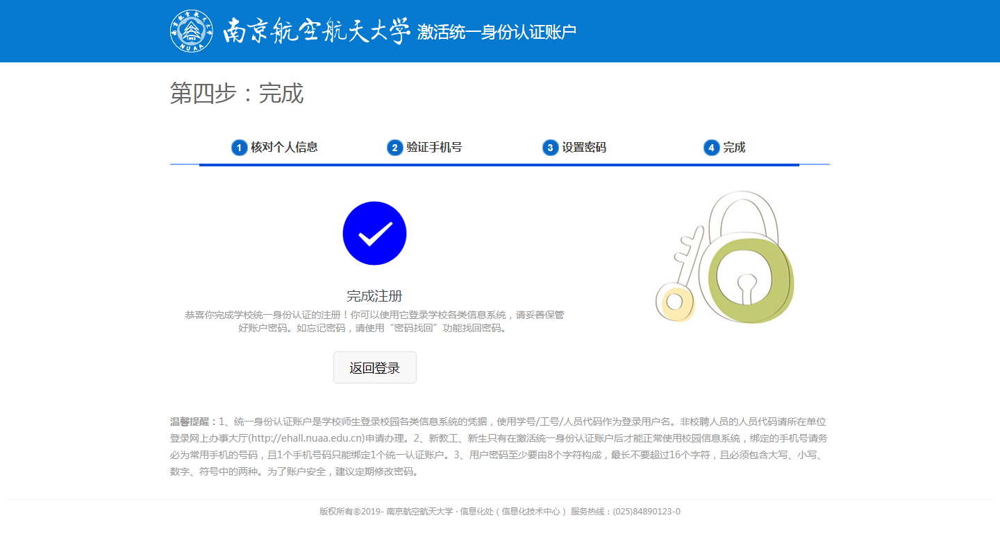 南京航空航天大学 激活统一身份认证账户
1952
NUAA
第四步：完成
1 核对个人信息 2 验证手机号 3 设置密码 4 完成
完成注册
恭喜你完成学校统一身份认证的注册！你可以使用它登录学校各类信息系统，请妥善保管
好账户密码。如忘记密码，请使用“密码找回”功能找回密码。
返回登录
温馨提醒：1、统一身份认证账户是学校师生登录校园各类信息系统的凭据，使用学号/工号/人员代码作为登录用户名。非校聘人员的人员代码请所在单位
登录网上办事大厅(http://ehall.nuaa.edu.cn)申请办理。2、新教工、新生只有在激活统一身份认证账户后才能正常使用校园信息系统，绑定的手机号请务
必为常用手机的号码，且1个手机号码只能绑定1个统一认证账户。3、用户密码至少要由8个字符构成，最长不要超过16个字符，且必须包含大写、小写、
数字、符号中的两种。为了账户安全，建议定期修改密码。
版权所有®2019- 南京航空航天大学 · 信息化处（信息化技术中心） 服务热线：(025)84890123-0